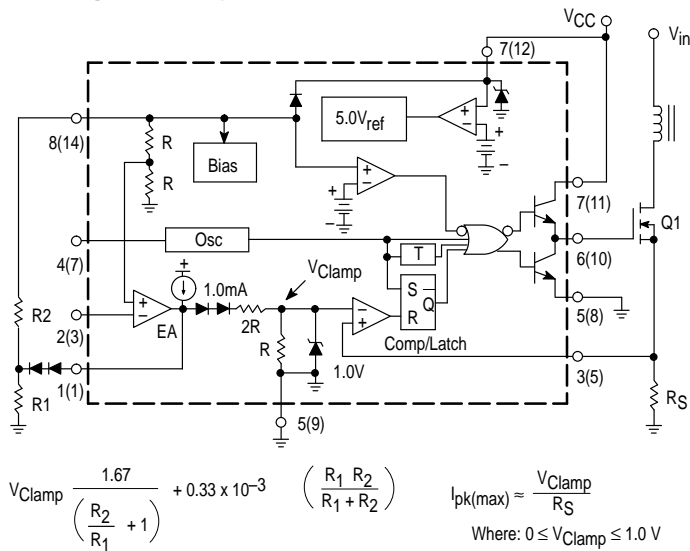 VCC
Vin
7(12)
8(14)
R
R
Bias
5.0Vref
+
–
+
–
+
–
+
–
7(11)
Q1
4(7)
Osc
T
6(10)
VClamp
+
1.0mA
S
Q
R
5(8)
R2
2(3)
+
–
EA
2R
R
–
+
Comp/Latch
1.0V
1(1)
3(5)
R1
RS
5(9)
VClamp 1.67 / (R2/R1 + 1) + 0.33 x 10–3 (R1 R2 / R1 + R2)
Ipk(max) ≈ VClamp / RS
Where: 0 ≤ VClamp ≤ 1.0 V